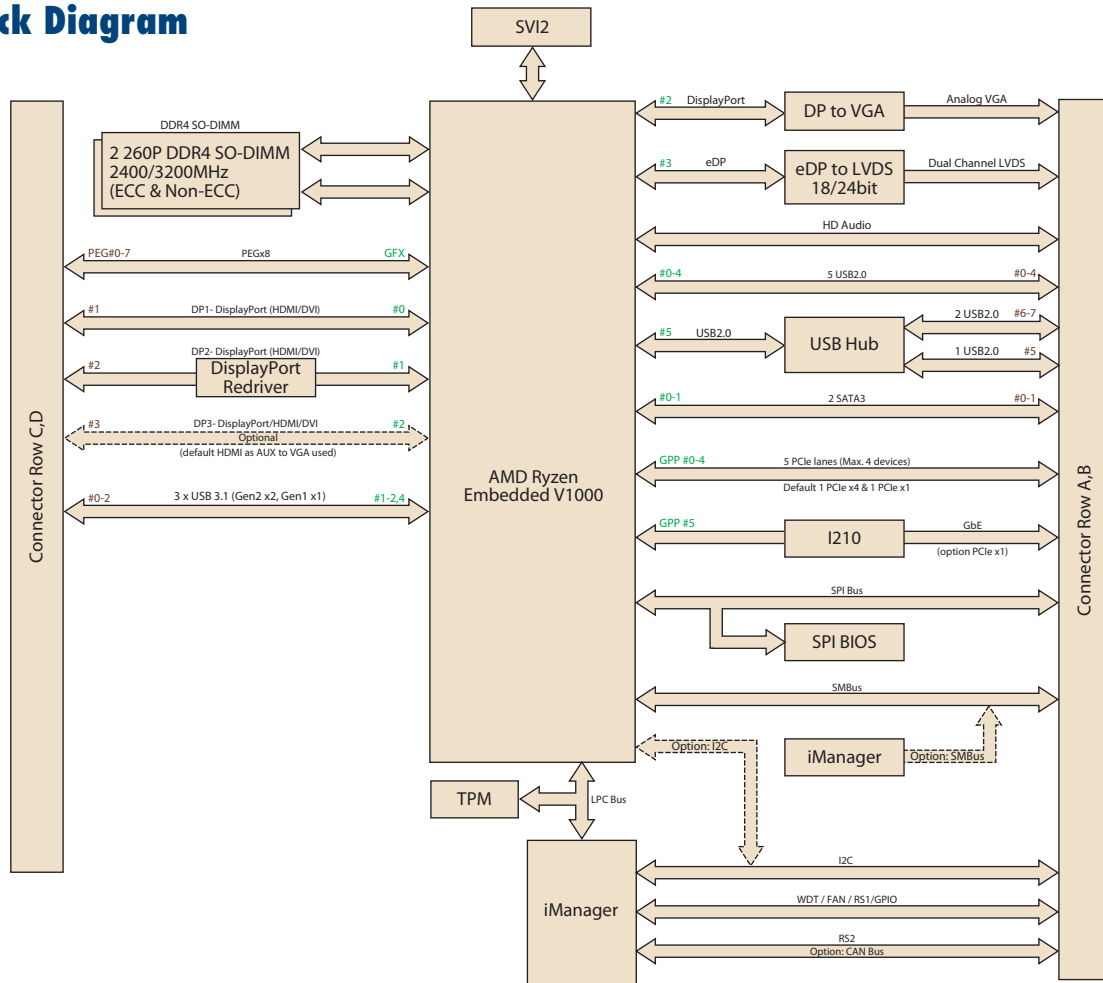 ck Diagram
SVI2
DDR4 SO-DIMM
2 260P DDR4 SO-DIMM
2400/3200MHz
(ECC & Non-ECC)
PEG#0-7 PEGx8 GFX
#1 DP1- DisplayPort (HDMI/DVI) #0
DP2- DisplayPort (HDMI/DVI)
#2 DisplayPort
Redriver #1
#3 DP3- DisplayPort/HDMI/DVI #2
Optional
(default HDMI as AUX to VGA used)
#0-2 3 x USB 3.1 (Gen2 x2, Gen1 x1) #1-2,4
Connector Row C,D
AMD Ryzen
Embedded V1000
#2 DisplayPort
DP to VGA
Analog VGA
#3 eDP
eDP to LVDS
18/24bit
Dual Channel LVDS
HD Audio
#0-4 5 USB2.0 #0-4
#5 USB2.0
USB Hub
2 USB2.0 #6-7
1 USB2.0 #5
#0-1 2 SATA3 #0-1
GPP #0-4 5 PCIe lanes (Max. 4 devices)
Default 1 PCIe x4 & 1 PCIe x1
GPP #5
I210
GbE
(option PCIe x1)
SPI Bus
SPI BIOS
SMBus
Option: I2C
iManager
Option: SMBus
Connector Row A,B
TPM
LPC Bus
iManager
I2C
WDT / FAN / RS1/GPIO
RS2
Option: CAN Bus